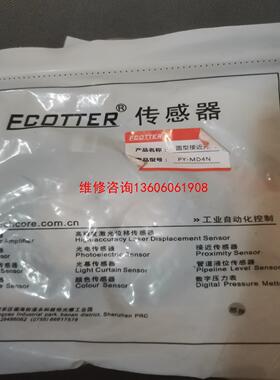 ECOTTER® 传感器
ECOTTER
产品名称: 圆型接近
产品型号: PY-MD4N
维修咨询13606061908
core.com.cn
工业自动化控制
高精度激光位移传感器
High accuracy Laser Displacement Sensor
光电传感器
接近传感器
Photoelectric Sensor
Proximity Sensor
光幕传感器
管道液位传感器
Light Curtain Sensor
Pipeline Level Sensor
颜色传感器
数字压力表
Colour Sensor
Digital Pressure